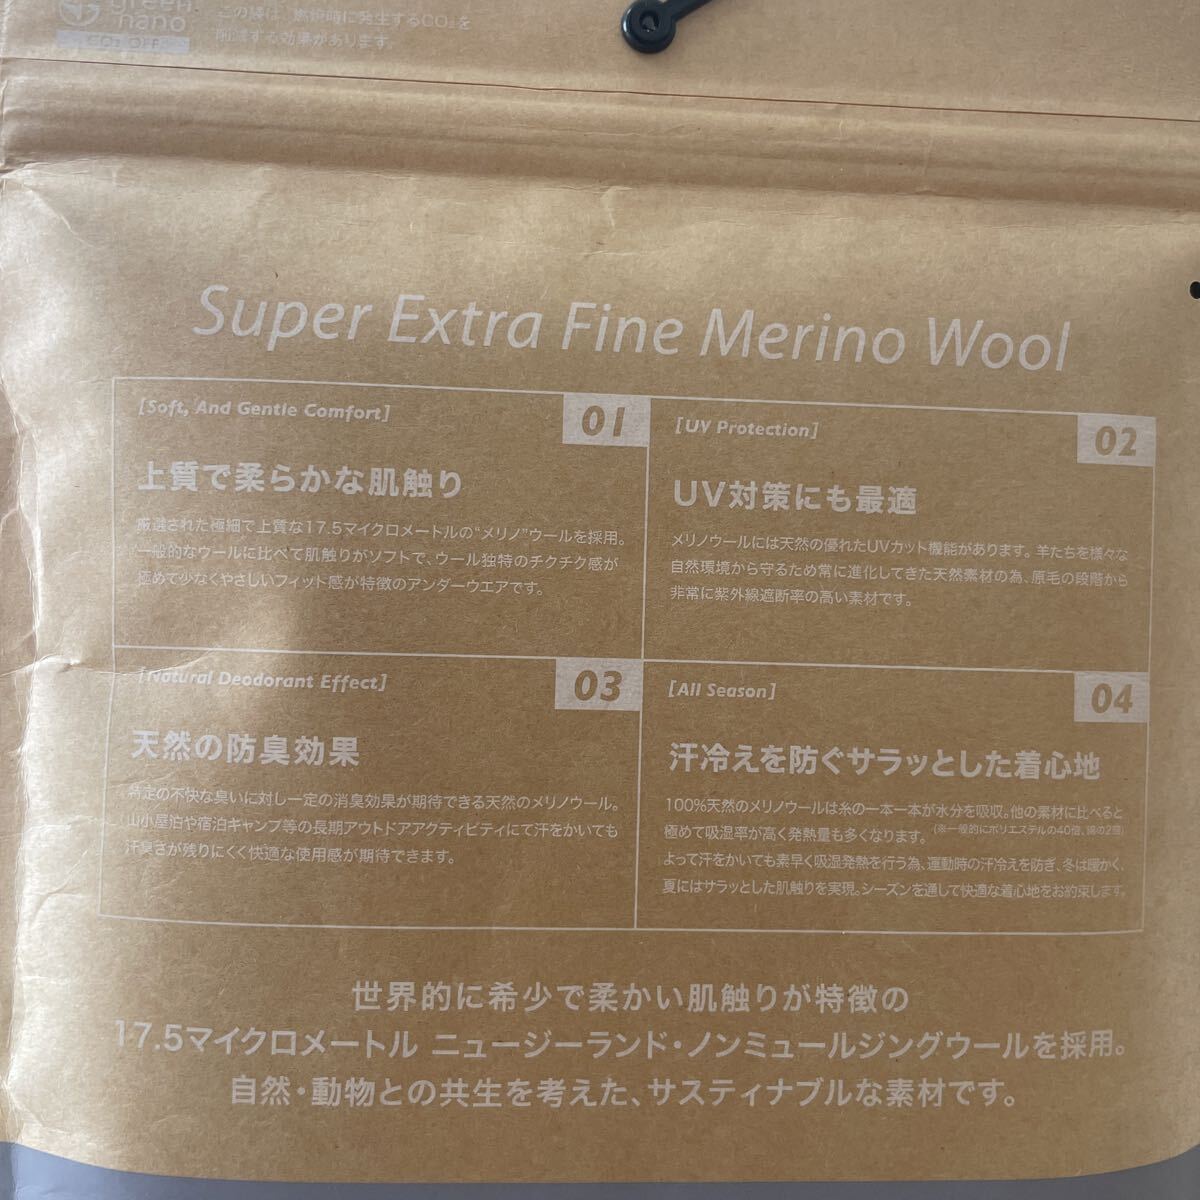 green
nano
CO₂ OFF
この袋は、燃焼時に発生するCO₂を
削減する効果があります。
Super Extra Fine Merino Wool
[Soft, And Gentle Comfort]
01
上質で柔らかな肌触り
厳選された極細で上質な17.5マイクロメートルの“メリノ”ウールを採用。
一般的なウールに比べて肌触りがソフトで、ウール独特のチクチク感が
極めて少なくやさしいフィット感が特徴のアンダーウエアです。
[UV Protection]
02
UV対策にも最適
メリノウールには天然の優れたUVカット機能があります。羊たちを様々な
自然環境から守るため常に進化してきた天然素材の為、原毛の段階から
非常に紫外線遮断率の高い素材です。
[Natural Deodorant Effect]
03
天然の防臭効果
特定の不快な臭いに対し一定の消臭効果が期待できる天然のメリノウール。
山小屋泊や宿泊キャンプ等の長期アウトドアアクティビティにて汗をかいても
汗臭さが残りにくく快適な使用感が期待できます。
[All Season]
04
汗冷えを防ぐサラッとした着心地
100%天然のメリノウールは糸の一本一本が水分を吸収。他の素材に比べると
極めて吸湿率が高く発熱量も多くなります。(※一般的にポリエステルの40倍、綿の2倍)
よって汗をかいても素早く吸湿発熱を行う為、運動時の汗冷えを防ぎ、冬は暖かく、
夏にはサラッとした肌触りを実現。シーズンを通して快適な着心地をお約束します。
世界的に希少で柔かい肌触りが特徴の
17.5マイクロメートル ニュージーランド・ノンミュールジングウールを採用。
自然・動物との共生を考えた、サスティナブルな素材です。